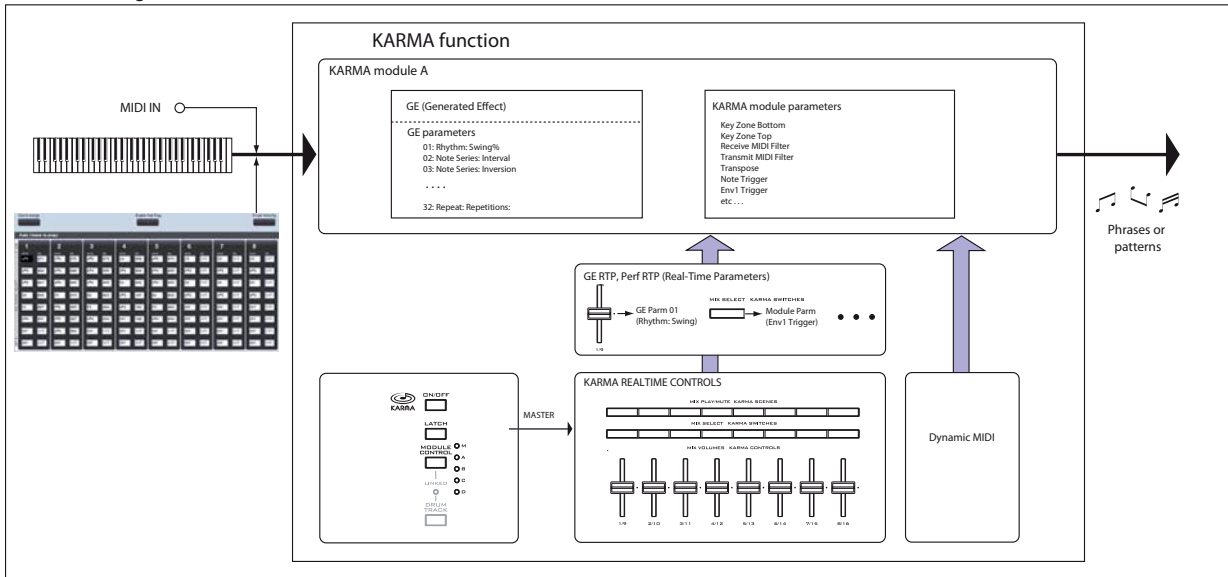 KARMA function
KARMA module A
MIDI IN
GE (Generated Effect)
GE parameters
01: Rhythm: Swing%
02: Note Series: Interval
03: Note Series: Inversion
. . . .
32: Repeat: Repetitions:
KARMA module parameters
Key Zone Bottom
Key Zone Top
Receive MIDI Filter
Transmit MIDI Filter
Transpose
Note Trigger
Env1 Trigger
etc . . .
Phrases or
patterns
1 2 3 4 5 6 7 8
GE RTP, Perf RTP (Real-Time Parameters)
GE Parm 01
(Rhythm: Swing)
1/9
MIX SELECT KARMA SWITCHES
Module Parm
(Env1 Trigger)
KARMA
ON/OFF
LATCH
MODULE
CONTROL
M
A
B
C
D
LINKED
DRUM
TRACK
MASTER
KARMA REALTIME CONTROLS
MIX PLAY/MUTE KARMA SCENES
MIX SELECT KARMA SWITCHES
MIX VOLUMES KARMA CONTROLS
1/9 2/10 3/11 4/12 5/13 6/14 7/15 8/16
Dynamic MIDI